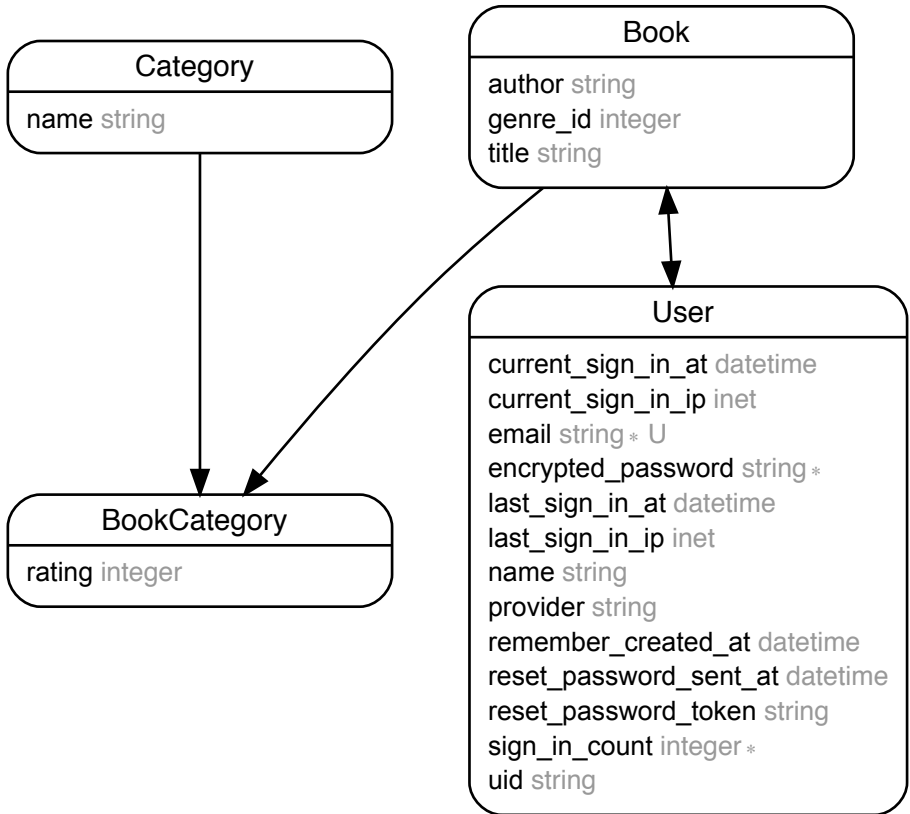 Category
name string
Book
author string
genre_id integer
title string
BookCategory
rating integer
User
current_sign_in_at datetime
current_sign_in_ip inet
email string * U
encrypted_password string *
last_sign_in_at datetime
last_sign_in_ip inet
name string
provider string
remember_created_at datetime
reset_password_sent_at datetime
reset_password_token string
sign_in_count integer *
uid string